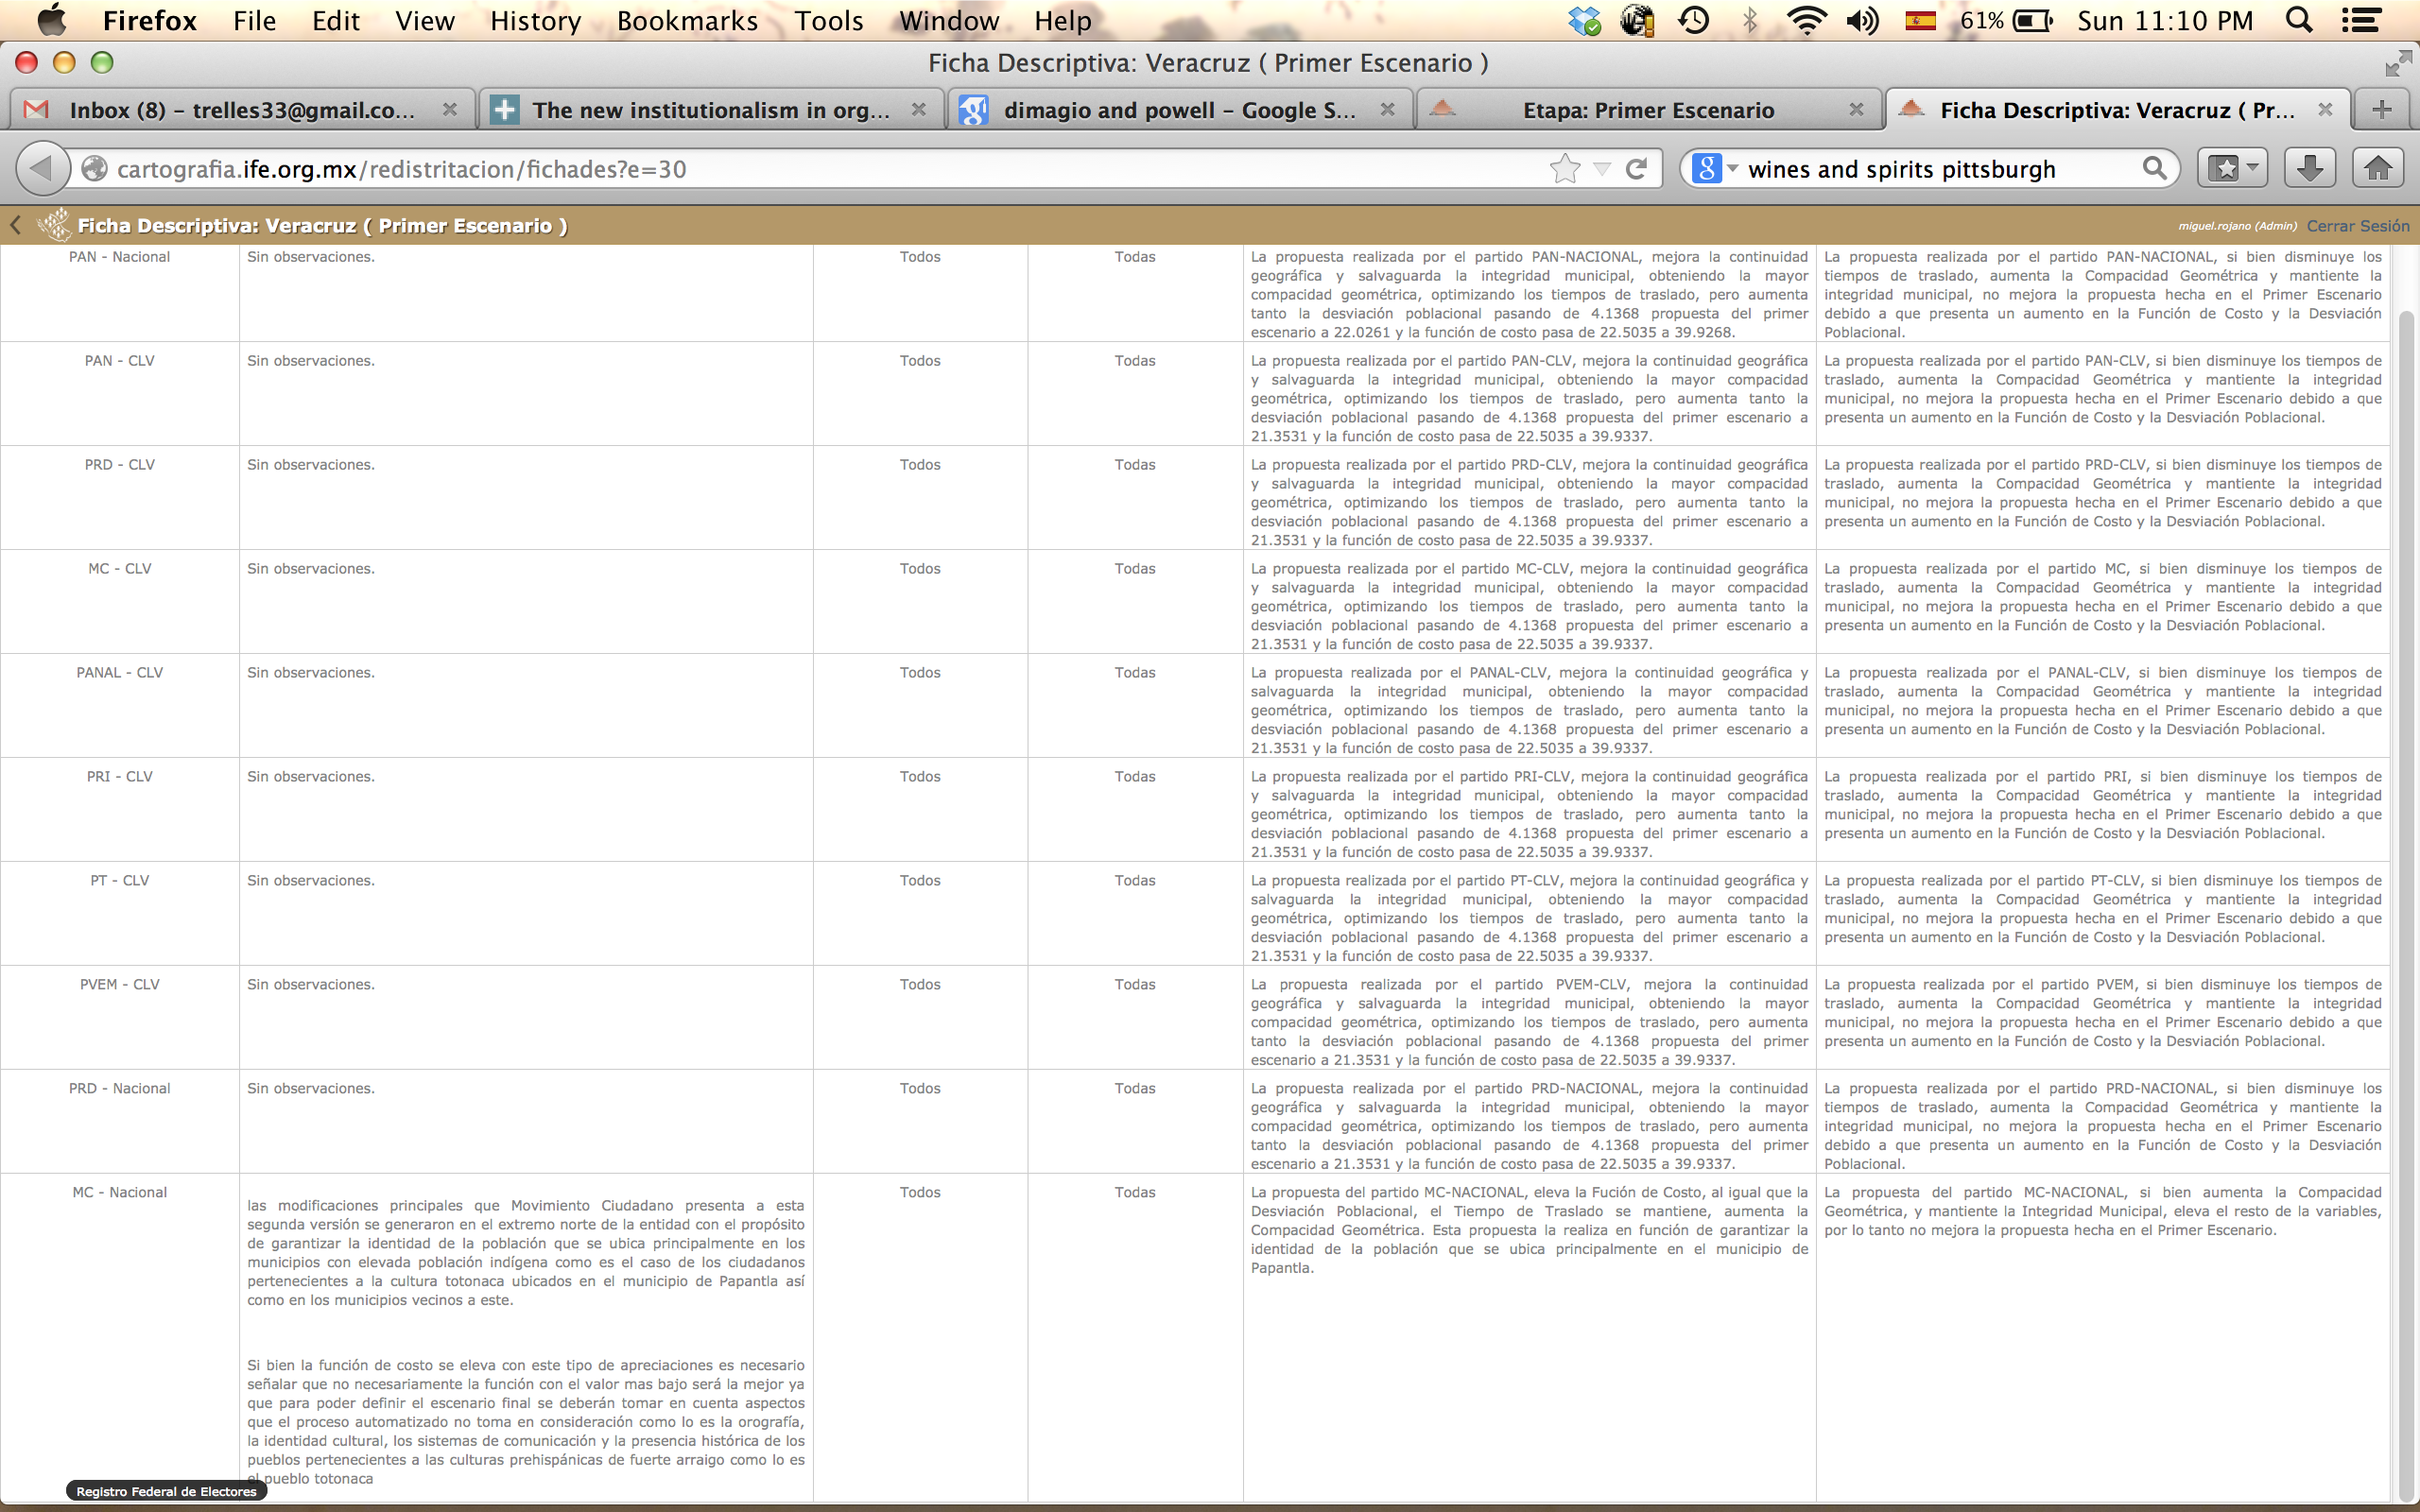 Firefox File Edit View History Bookmarks Tools Window Help 61% Sun 11:10 PM
Ficha Descriptiva: Veracruz ( Primer Escenario )
Inbox (8) – trelles33@gmail.co... The new institutionalism in org... dimagio and powell – Google S... Etapa: Primer Escenario Ficha Descriptiva: Veracruz ( Pr...
cartografia.ife.org.mx/redistritacion/fichades?e=30 wines and spirits pittsburgh
Ficha Descriptiva: Veracruz ( Primer Escenario ) miguel.rojano (Admin) Cerrar Sesión
PAN - Nacional
Sin observaciones.
Todos
Todas
La propuesta realizada por el partido PAN-NACIONAL, mejora la continuidad
geográfica y salvaguarda la integridad municipal, obteniendo la mayor
compacidad geométrica, optimizando los tiempos de traslado, pero aumenta
tanto la desviación poblacional pasando de 4.1368 propuesta del primer
escenario a 22.0261 y la función de costo pasa de 22.5035 a 39.9268.
La propuesta realizada por el partido PAN-NACIONAL, si bien disminuye los
tiempos de traslado, aumenta la Compacidad Geométrica y mantiente la
integridad municipal, no mejora la propuesta hecha en el Primer Escenario
debido a que presenta un aumento en la Función de Costo y la Desviación
Poblacional.
PAN - CLV
Sin observaciones.
Todos
Todas
La propuesta realizada por el partido PAN-CLV, mejora la continuidad geográfica
y salvaguarda la integridad municipal, obteniendo la mayor compacidad
geométrica, optimizando los tiempos de traslado, pero aumenta tanto la
desviación poblacional pasando de 4.1368 propuesta del primer escenario a
21.3531 y la función de costo pasa de 22.5035 a 39.9337.
La propuesta realizada por el partido PAN-CLV, si bien disminuye los tiempos de
traslado, aumenta la Compacidad Geométrica y mantiente la integridad
municipal, no mejora la propuesta hecha en el Primer Escenario debido a que
presenta un aumento en la Función de Costo y la Desviación Poblacional.
PRD - CLV
Sin observaciones.
Todos
Todas
La propuesta realizada por el partido PRD-CLV, mejora la continuidad geográfica
y salvaguarda la integridad municipal, obteniendo la mayor compacidad
geométrica, optimizando los tiempos de traslado, pero aumenta tanto la
desviación poblacional pasando de 4.1368 propuesta del primer escenario a
21.3531 y la función de costo pasa de 22.5035 a 39.9337.
La propuesta realizada por el partido PRD-CLV, si bien disminuye los tiempos de
traslado, aumenta la Compacidad Geométrica y mantiente la integridad
municipal, no mejora la propuesta hecha en el Primer Escenario debido a que
presenta un aumento en la Función de Costo y la Desviación Poblacional.
MC - CLV
Sin observaciones.
Todos
Todas
La propuesta realizada por el partido MC-CLV, mejora la continuidad geográfica
y salvaguarda la integridad municipal, obteniendo la mayor compacidad
geométrica, optimizando los tiempos de traslado, pero aumenta tanto la
desviación poblacional pasando de 4.1368 propuesta del primer escenario a
21.3531 y la función de costo pasa de 22.5035 a 39.9337.
La propuesta realizada por el partido MC, si bien disminuye los tiempos de
traslado, aumenta la Compacidad Geométrica y mantiente la integridad
municipal, no mejora la propuesta hecha en el Primer Escenario debido a que
presenta un aumento en la Función de Costo y la Desviación Poblacional.
PANAL - CLV
Sin observaciones.
Todos
Todas
La propuesta realizada por el PANAL-CLV, mejora la continuidad geográfica y
salvaguarda la integridad municipal, obteniendo la mayor compacidad
geométrica, optimizando los tiempos de traslado, pero aumenta tanto la
desviación poblacional pasando de 4.1368 propuesta del primer escenario a
21.3531 y la función de costo pasa de 22.5035 a 39.9337.
La propuesta realizada por el PANAL-CLV, si bien disminuye los tiempos de
traslado, aumenta la Compacidad Geométrica y mantiente la integridad
municipal, no mejora la propuesta hecha en el Primer Escenario debido a que
presenta un aumento en la Función de Costo y la Desviación Poblacional.
PRI - CLV
Sin observaciones.
Todos
Todas
La propuesta realizada por el partido PRI-CLV, mejora la continuidad geográfica
y salvaguarda la integridad municipal, obteniendo la mayor compacidad
geométrica, optimizando los tiempos de traslado, pero aumenta tanto la
desviación poblacional pasando de 4.1368 propuesta del primer escenario a
21.3531 y la función de costo pasa de 22.5035 a 39.9337.
La propuesta realizada por el partido PRI, si bien disminuye los tiempos de
traslado, aumenta la Compacidad Geométrica y mantiente la integridad
municipal, no mejora la propuesta hecha en el Primer Escenario debido a que
presenta un aumento en la Función de Costo y la Desviación Poblacional.
PT - CLV
Sin observaciones.
Todos
Todas
La propuesta realizada por el partido PT-CLV, mejora la continuidad geográfica y
salvaguarda la integridad municipal, obteniendo la mayor compacidad
geométrica, optimizando los tiempos de traslado, pero aumenta tanto la
desviación poblacional pasando de 4.1368 propuesta del primer escenario a
21.3531 y la función de costo pasa de 22.5035 a 39.9337.
La propuesta realizada por el partido PT-CLV, si bien disminuye los tiempos de
traslado, aumenta la Compacidad Geométrica y mantiente la integridad
municipal, no mejora la propuesta hecha en el Primer Escenario debido a que
presenta un aumento en la Función de Costo y la Desviación Poblacional.
PVEM - CLV
Sin observaciones.
Todos
Todas
La propuesta realizada por el partido PVEM-CLV, mejora la continuidad
geográfica y salvaguarda la integridad municipal, obteniendo la mayor
compacidad geométrica, optimizando los tiempos de traslado, pero aumenta
tanto la desviación poblacional pasando de 4.1368 propuesta del primer
escenario a 21.3531 y la función de costo pasa de 22.5035 a 39.9337.
La propuesta realizada por el partido PVEM, si bien disminuye los tiempos de
traslado, aumenta la Compacidad Geométrica y mantiente la integridad
municipal, no mejora la propuesta hecha en el Primer Escenario debido a que
presenta un aumento en la Función de Costo y la Desviación Poblacional.
PRD - Nacional
Sin observaciones.
Todos
Todas
La propuesta realizada por el partido PRD-NACIONAL, mejora la continuidad
geográfica y salvaguarda la integridad municipal, obteniendo la mayor
compacidad geométrica, optimizando los tiempos de traslado, pero aumenta
tanto la desviación poblacional pasando de 4.1368 propuesta del primer
escenario a 21.3531 y la función de costo pasa de 22.5035 a 39.9337.
La propuesta realizada por el partido PRD-NACIONAL, si bien disminuye los
tiempos de traslado, aumenta la Compacidad Geométrica y mantiente la
integridad municipal, no mejora la propuesta hecha en el Primer Escenario
debido a que presenta un aumento en la Función de Costo y la Desviación
Poblacional.
MC - Nacional
las modificaciones principales que Movimiento Ciudadano presenta a esta
segunda versión se generaron en el extremo norte de la entidad con el propósito
de garantizar la identidad de la población que se ubica principalmente en los
municipios con elevada población indígena como es el caso de los ciudadanos
pertenecientes a la cultura totonaca ubicados en el municipio de Papantla así
como en los municipios vecinos a este.
Si bien la función de costo se eleva con este tipo de apreciaciones es necesario
señalar que no necesariamente la función con el valor mas bajo será la mejor ya
que para poder definir el escenario final se deberán tomar en cuenta aspectos
que el proceso automatizado no toma en consideración como lo es la orografía,
la identidad cultural, los sistemas de comunicación y la presencia histórica de los
pueblos pertenecientes a las culturas prehispánicas de fuerte arraigo como lo es
el pueblo totonaca
Todos
Todas
La propuesta del partido MC-NACIONAL, eleva la Fución de Costo, al igual que la
Desviación Poblacional, el Tiempo de Traslado se mantiene, aumenta la
Compacidad Geométrica. Esta propuesta la realiza en función de garantizar la
identidad de la población que se ubica principalmente en el municipio de
Papantla.
La propuesta del partido MC-NACIONAL, si bien aumenta la Compacidad
Geométrica, y mantiente la Integridad Municipal, eleva el resto de la variables,
por lo tanto no mejora la propuesta hecha en el Primer Escenario.
Registro Federal de Electores